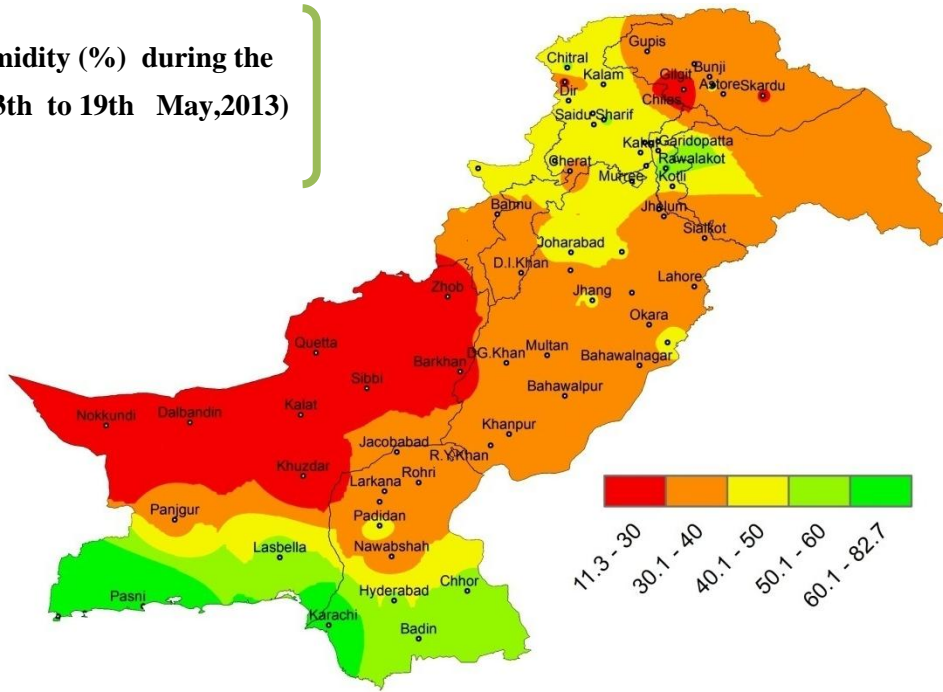 midity (%) during the
3th to 19th May,2013)
Gupis
Chitral
Bunji
Kalam
Gilgit
Astore
Skardu
Dir
Chilas
Saidu Sharif
Garidopatta
Kakul
Rawalakot
Cherat
Murree
Kotli
Bannu
Jhelum
Sialkot
Joharabad
D.I.Khan
Lahore
Zhob
Jhang
Okara
Quetta
Multan
DG.Khan
Bahawalnagar
Barkhan
Sibbi
Bahawalpur
Nokkundi
Dalbandin
Kalat
Khanpur
Jacobabad
R.Y.Khan
Khuzdar
Rohri
Larkana
Panjgur
Padidan
Nawabshah
Lasbella
Chhor
Hyderabad
Pasni
Karachi
Badin
11.3 - 30
30.1 - 40
40.1 - 50
50.1 - 60
60.1 - 82.7